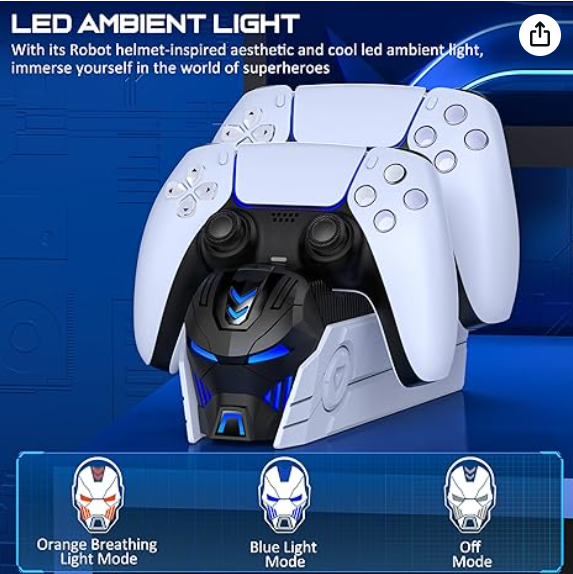 LED AMBIENT LIGHT
With its Robot helmet-inspired aesthetic and cool led ambient light,
immerse yourself in the world of superheroes
Orange Breathing
Light Mode
Blue Light
Mode
Off
Mode